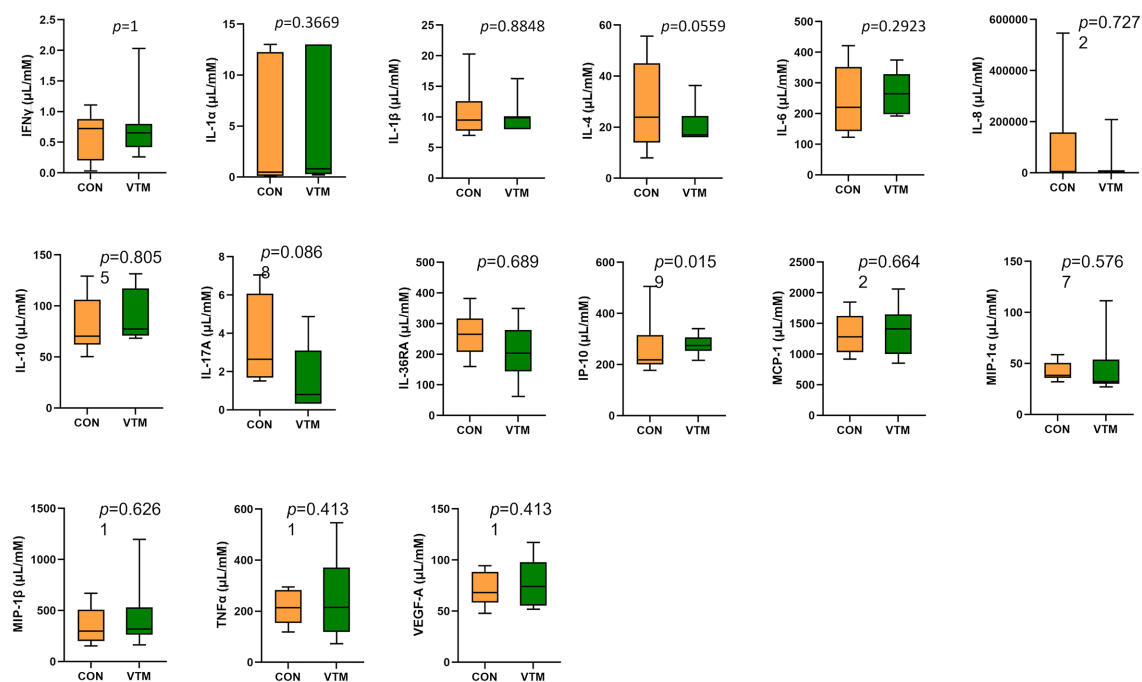 p=1
IFNγ (µL/mM)
2.5
2.0
1.5
1.0
0.5
0.0
CON VTM
p=0.3669
IL-1α (µL/mM)
15
10
5
0
CON VTM
p=0.8848
IL-1β (µL/mM)
25
20
15
10
5
0
CON VTM
p=0.0559
IL-4 (µL/mM)
60
40
20
0
CON VTM
p=0.2923
IL-6 (µL/mM)
500
400
300
200
100
0
CON VTM
p=0.727
2
IL-8 (µL/mM)
600000
400000
200000
0
CON VTM
p=0.805
5
IL-10 (µL/mM)
150
100
50
0
CON VTM
p=0.086
8
IL-17A (µL/mM)
8
6
4
2
0
CON VTM
p=0.689
IL-36RA (µL/mM)
500
400
300
200
100
0
CON VTM
p=0.015
9
IP-10 (µL/mM)
600
400
200
0
CON VTM
p=0.664
2
MCP-1 (µL/mM)
2500
2000
1500
1000
500
0
CON VTM
p=0.576
7
MIP-1α (µL/mM)
150
100
50
0
CON VTM
p=0.626
1
MIP-1β (µL/mM)
1500
1000
500
0
CON VTM
p=0.413
1
TNFα (µL/mM)
600
400
200
0
CON VTM
p=0.413
1
VEGF-A (µL/mM)
150
100
50
0
CON VTM